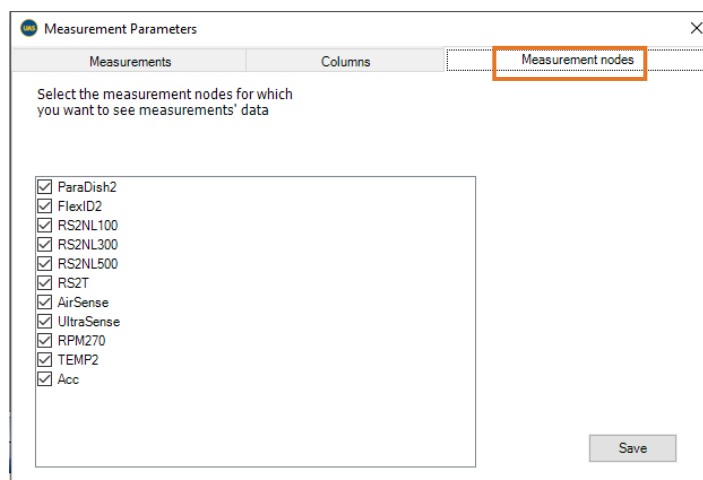 UAS Measurement Parameters
Measurements Columns Measurement nodes
Select the measurement nodes for which
you want to see measurements' data
ParaDish2
FlexID2
RS2NL100
RS2NL300
RS2NL500
RS2T
AirSense
UltraSense
RPM270
TEMP2
Acc
Save